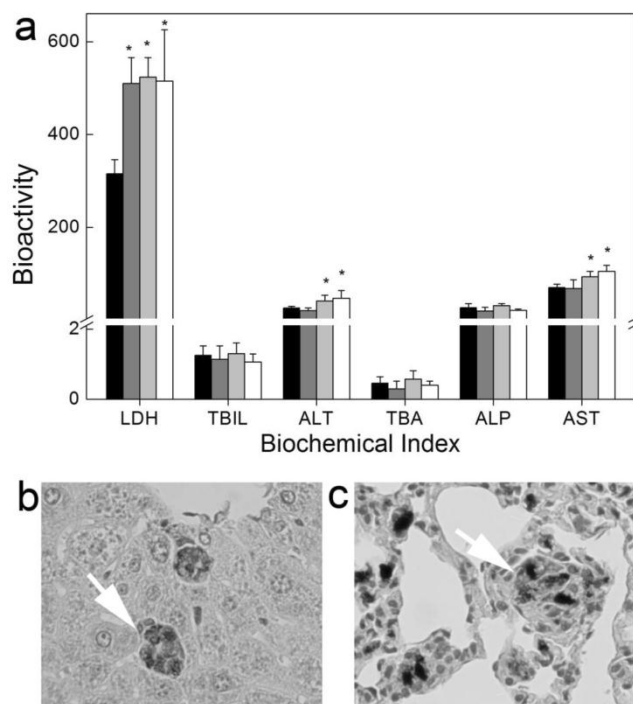 a
600
400
200
2
0
Bioactivity
* * *
* *
* *
LDH TBIL ALT TBA ALP AST
Biochemical Index
b
c